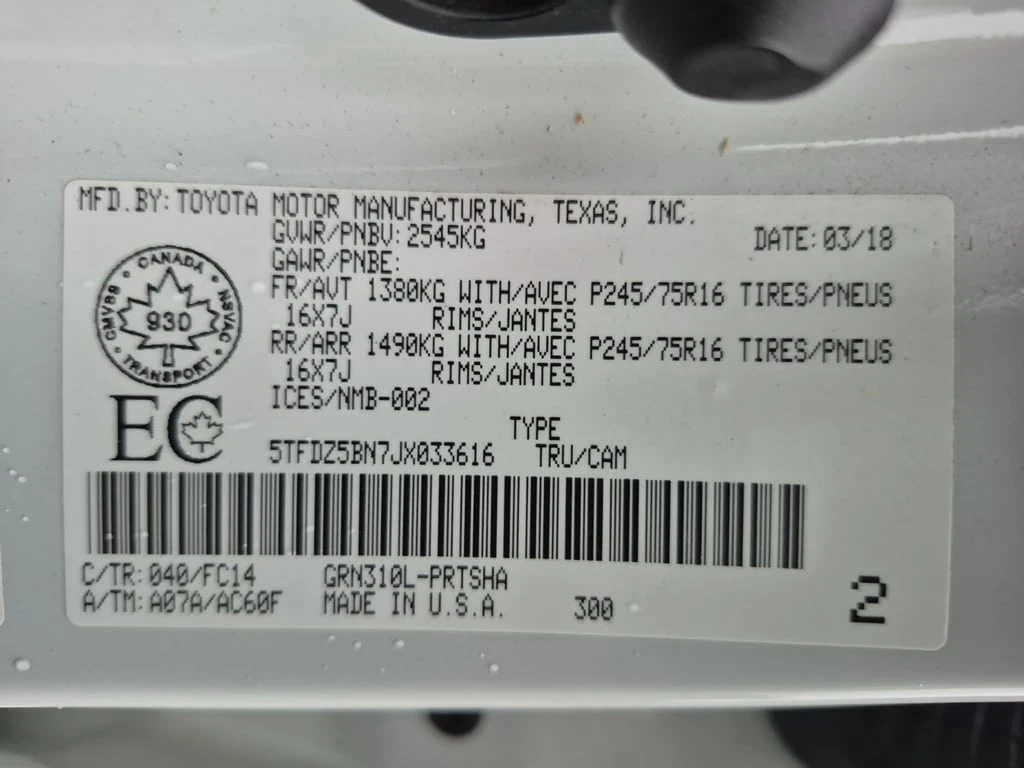 MFD.BY: TOYOTA MOTOR MANUFACTURING, TEXAS, INC.
GVWR/PNBV: 2545KG DATE: 03/18
GAWR/PNBE:
FR/AVT 1380KG WITH/AVEC P245/75R16 TIRES/PNEUS
16X7J RIMS/JANTES
RR/ARR 1490KG WITH/AVEC P245/75R16 TIRES/PNEUS
16X7J RIMS/JANTES
ICES/NMB-002
CANADA
CMVSS 930 NSVAC
TRANSPORT
EC
TYPE
5TFDZ5BN7JX033616 TRU/CAM
C/TR: 040/FC14 GRN310L-PRTSHA
A/TM: A07A/AC60F MADE IN U.S.A. 300
2